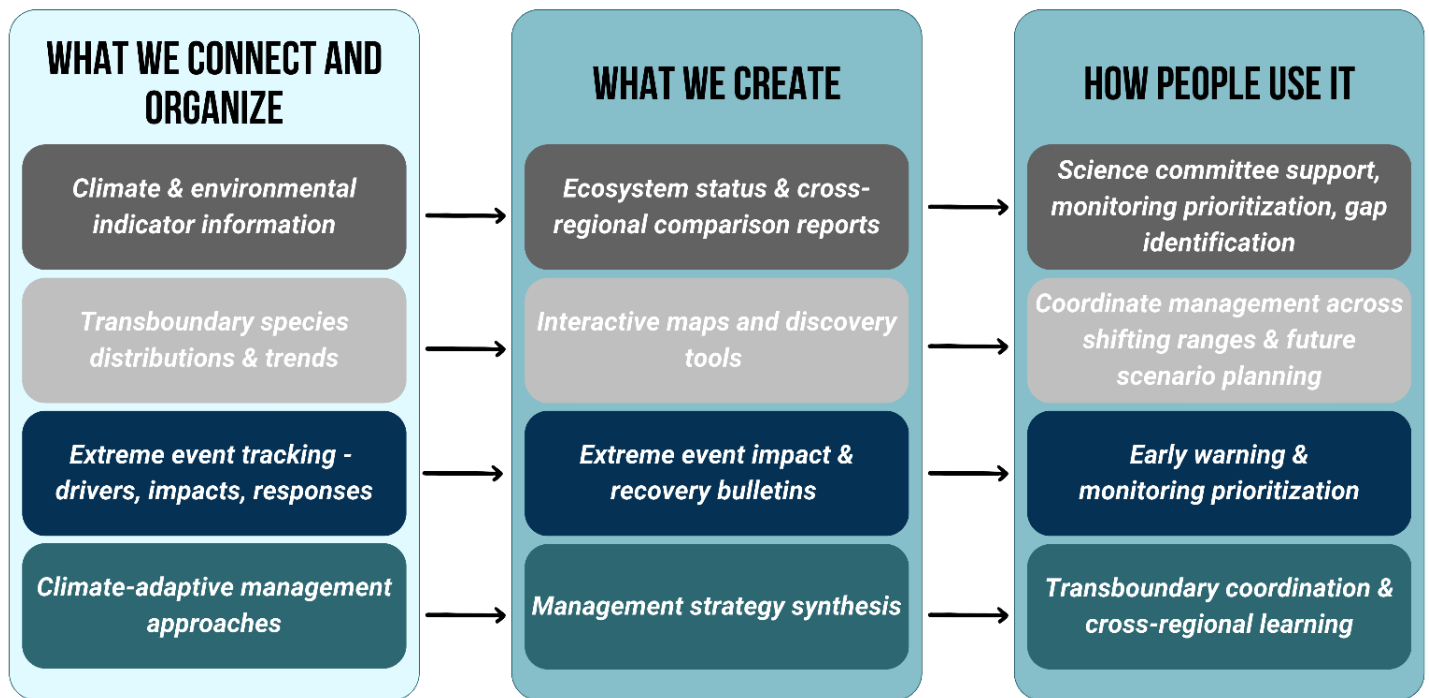 WHAT WE CONNECT AND
ORGANIZE
Climate & environmental
indicator information
Transboundary species
distributions & trends
Extreme event tracking -
drivers, impacts, responses
Climate-adaptive management
approaches
WHAT WE CREATE
Ecosystem status & cross-
regional comparison reports
Interactive maps and discovery
tools
Extreme event impact &
recovery bulletins
Management strategy synthesis
HOW PEOPLE USE IT
Science committee support,
monitoring prioritization, gap
identification
Coordinate management across
shifting ranges & future
scenario planning
Early warning &
monitoring prioritization
Transboundary coordination &
cross-regional learning